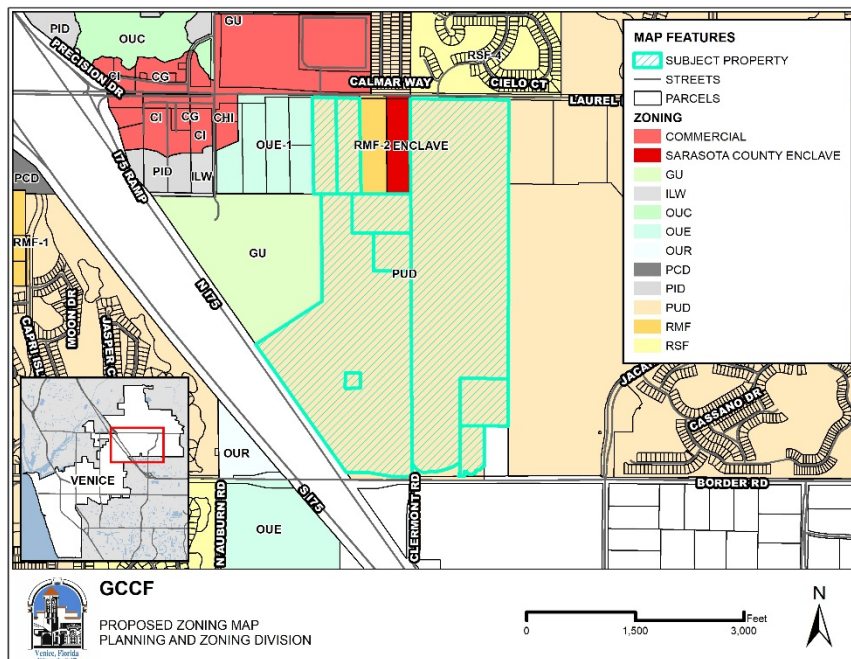 PID
OUC
GU
PRECISION DR
CI
CG
RSF-4
CALMAR WAY
CIELO CT
LAUREL
CI
CG
CHI
CI
OUE-1
RMF-2
ENCLAVE
PID
ILW
I75 RAMP
PCD
RMF-1
GU
N I75
PUD
MOON DR
CAPRI IS
JASPER C
JACA
CASSANO DR
OUR
N AUBURN RD
OUE
S I75
CLERMONT RD
BORDER RD
VENICE
MAP FEATURES
SUBJECT PROPERTY
STREETS
PARCELS
ZONING
COMMERCIAL
SARASOTA COUNTY ENCLAVE
GU
ILW
OUC
OUE
OUR
PCD
PID
PUD
RMF
RSF
GCCF
PROPOSED ZONING MAP
PLANNING AND ZONING DIVISION
Venice, Florida
Feet
0 1,500 3,000
N